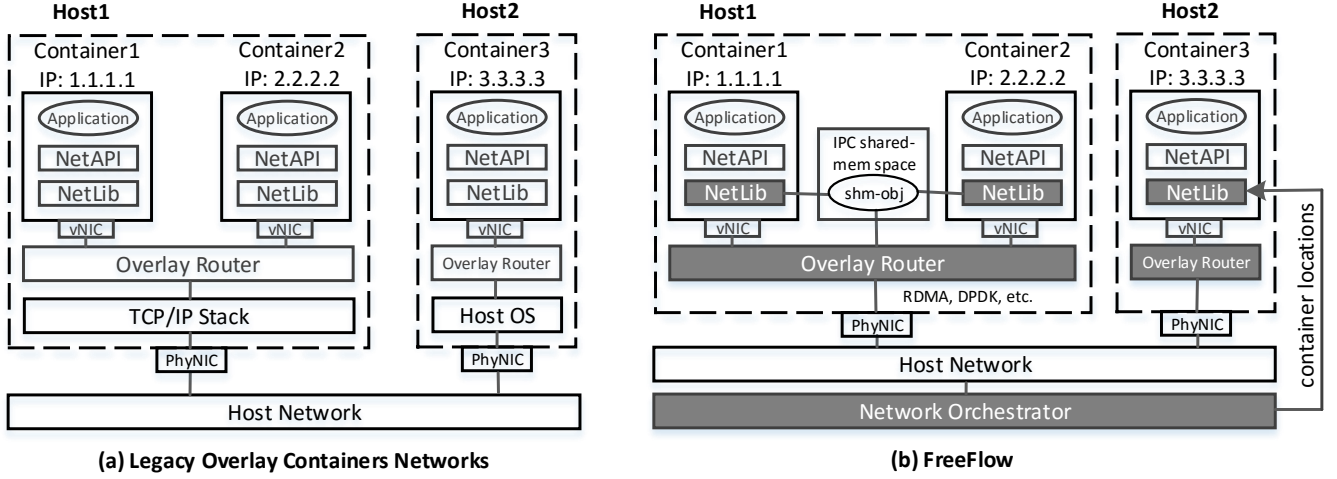 Host1
Host2
Container1
IP: 1.1.1.1
Application
NetAPI
NetLib
vNIC
Container2
IP: 2.2.2.2
Application
NetAPI
NetLib
vNIC
Overlay Router
TCP/IP Stack
PhyNIC
Container3
IP: 3.3.3.3
Application
NetAPI
NetLib
vNIC
Overlay Router
Host OS
PhyNIC
Host Network
(a) Legacy Overlay Containers Networks
Host1
Host2
Container1
IP: 1.1.1.1
Application
NetAPI
NetLib
vNIC
IPC shared-
mem space
shm-obj
Container2
IP: 2.2.2.2
Application
NetAPI
NetLib
vNIC
Overlay Router
RDMA, DPDK, etc.
PhyNIC
Container3
IP: 3.3.3.3
Application
NetAPI
NetLib
vNIC
Overlay Router
PhyNIC
container locations
Host Network
Network Orchestrator
(b) FreeFlow